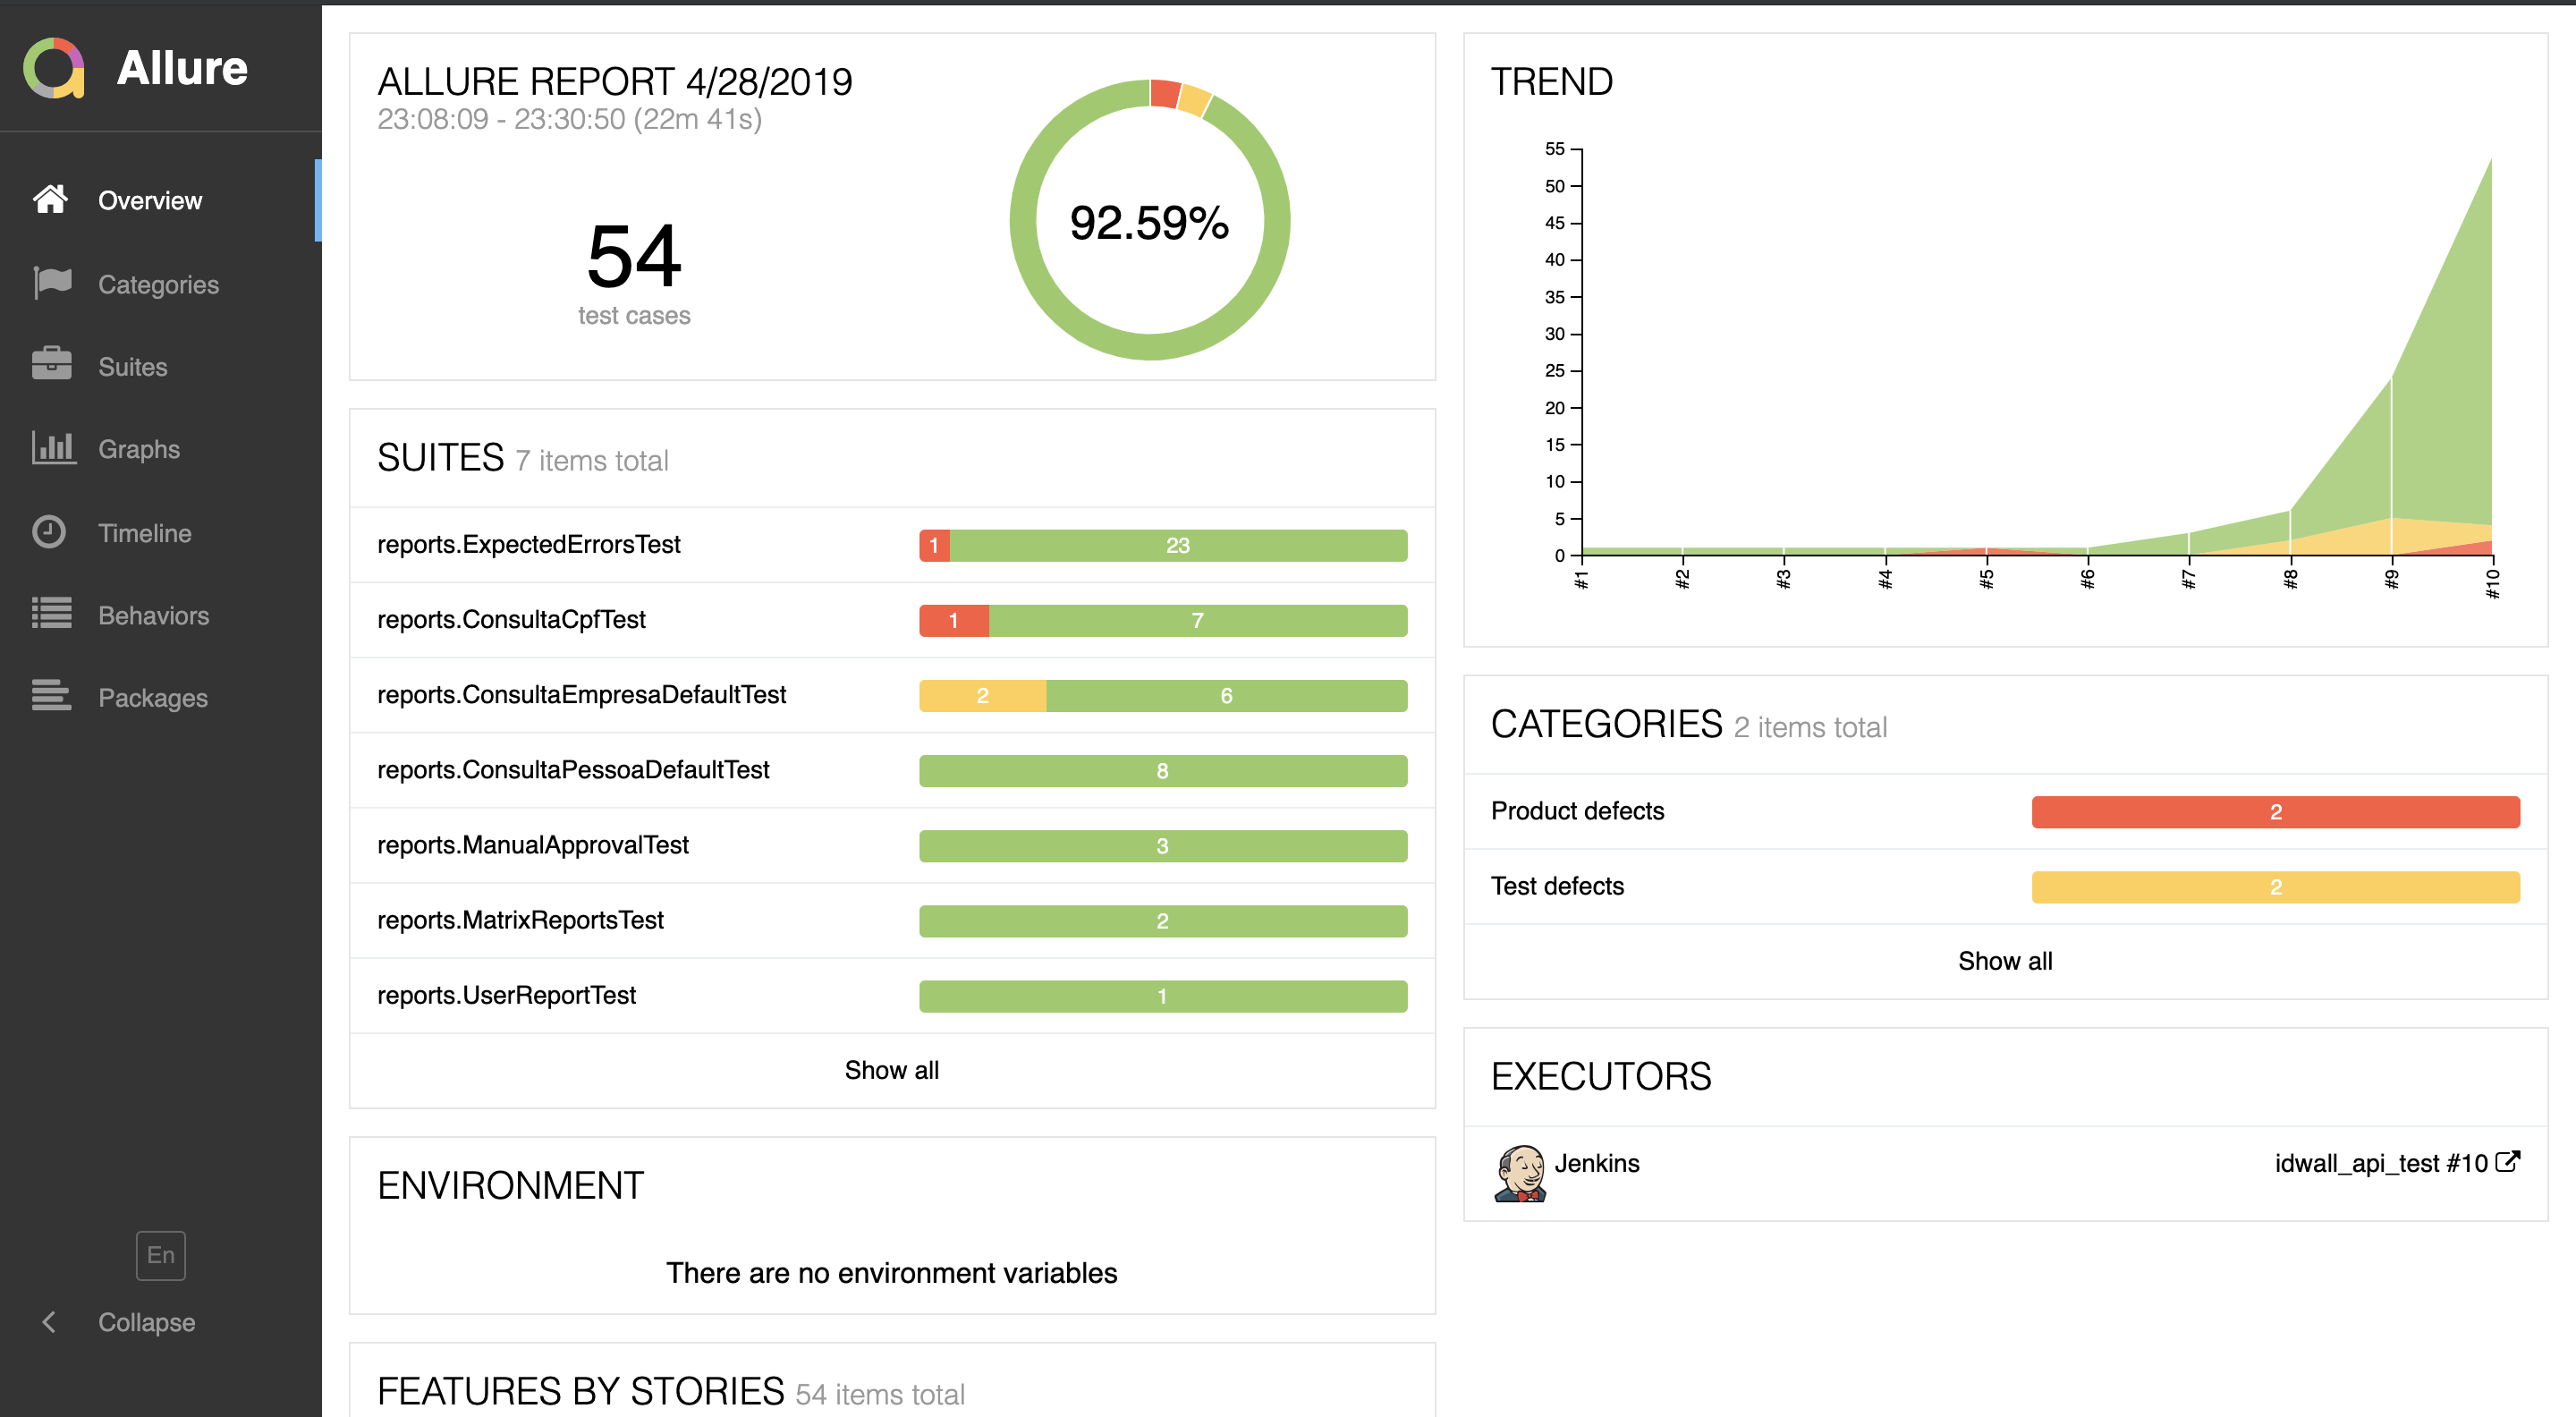 Allure
Overview
Categories
Suites
Graphs
Timeline
Behaviors
Packages
En
Collapse
ALLURE REPORT 4/28/2019
23:08:09 - 23:30:50 (22m 41s)
54
test cases
92.59%
SUITES 7 items total
reports.ExpectedErrorsTest 1 23
reports.ConsultaCpfTest 1 7
reports.ConsultaEmpresaDefaultTest 2 6
reports.ConsultaPessoaDefaultTest 8
reports.ManualApprovalTest 3
reports.MatrixReportsTest 2
reports.UserReportTest 1
Show all
ENVIRONMENT
There are no environment variables
FEATURES BY STORIES 54 items total
TREND
55
50
45
40
35
30
25
20
15
10
5
0
#1 #2 #3 #4 #5 #6 #7 #8 #9 #10
CATEGORIES 2 items total
Product defects 2
Test defects 2
Show all
EXECUTORS
Jenkins idwall_api_test #10